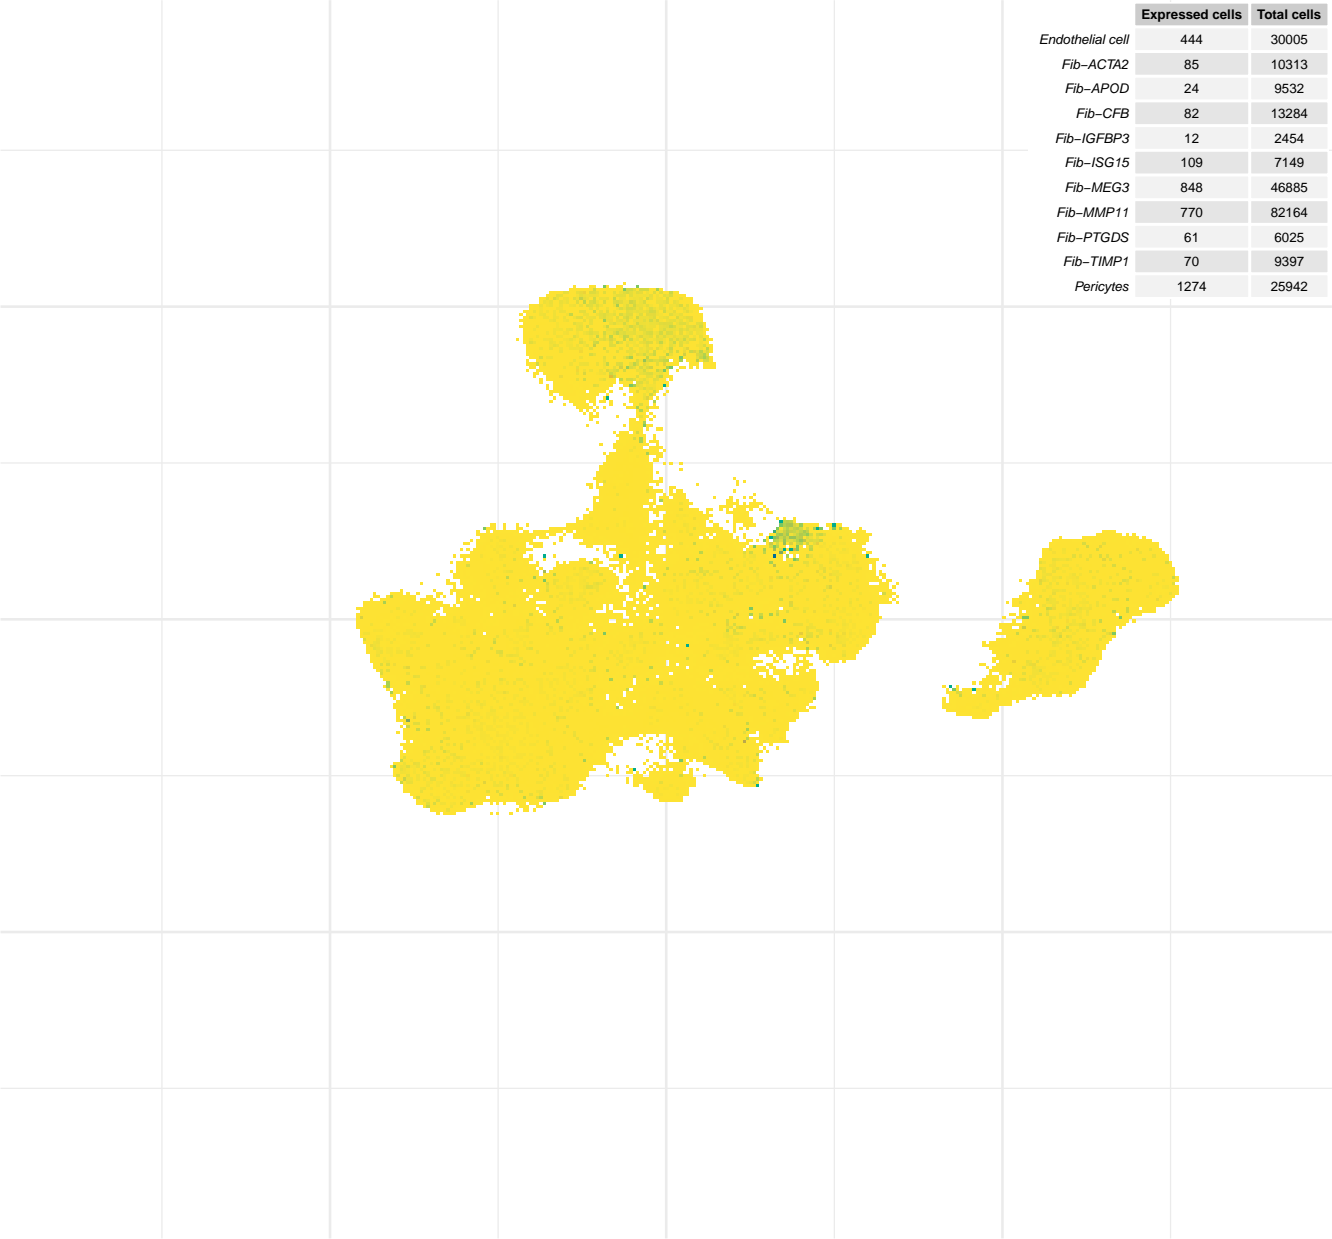 Expressed cells Total cells
Endothelial cell 444 30005
Fib−ACTA2 85 10313
Fib−APOD 24 9532
Fib−CFB 82 13284
Fib−IGFBP3 12 2454
Fib−ISG15 109 7149
Fib−MEG3 848 46885
Fib−MMP11 770 82164
Fib−PTGDS 61 6025
Fib−TIMP1 70 9397
Pericytes 1274 25942